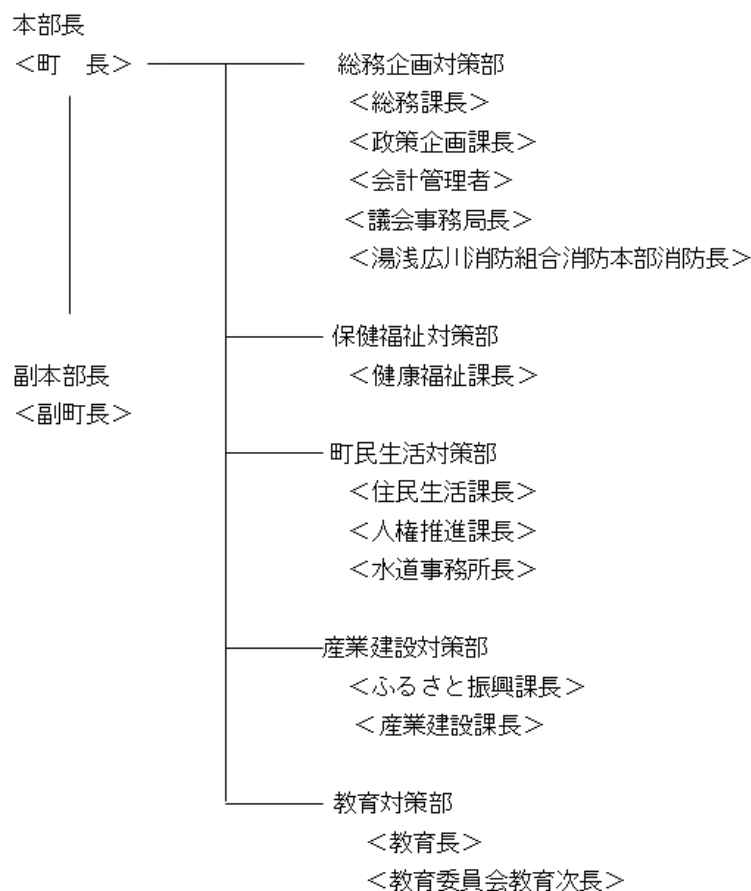 本部長
＜町　長＞
総務企画対策部
＜総務課長＞
＜政策企画課長＞
＜会計管理者＞
＜議会事務局長＞
＜湯浅広川消防組合消防本部消防長＞
保健福祉対策部
＜健康福祉課長＞
副本部長
＜副町長＞
町民生活対策部
＜住民生活課長＞
＜人権推進課長＞
＜水道事務所長＞
産業建設対策部
＜ふるさと振興課長＞
＜産業建設課長＞
教育対策部
＜教育長＞
＜教育委員会教育次長＞